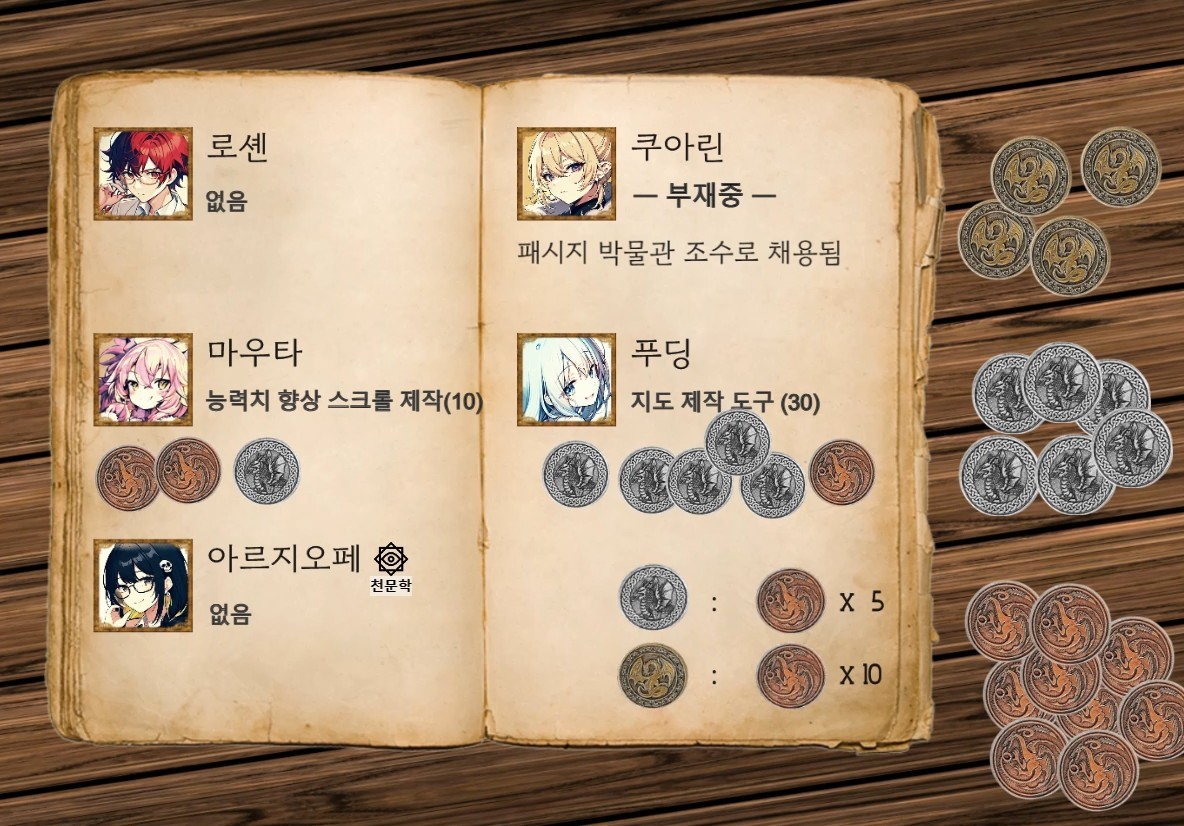 로셴
없음
쿠아린
— 부재중 —
패시지 박물관 조수로 채용됨
마우타
능력치 향상 스크롤 제작(10)
푸딩
지도 제작 도구 (30)
아르지오페
천문학
없음
: X 5
: X 10